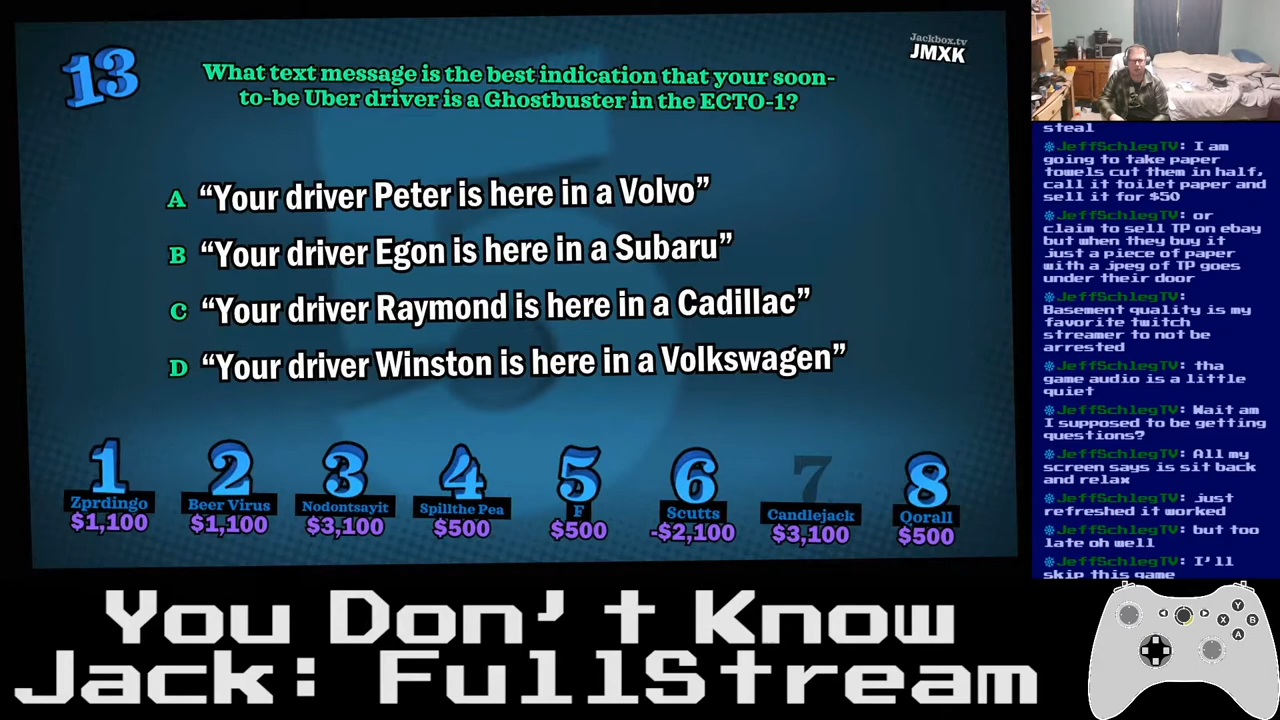 13
Jackbox.tv
JMXK
What text message is the best indication that your soon-
to-be Uber driver is a Ghostbuster in the ECTO-1?
A "Your driver Peter is here in a Volvo"
B "Your driver Egon is here in a Subaru"
C "Your driver Raymond is here in a Cadillac"
D "Your driver Winston is here in a Volkswagen"
1 2 3 4 5 6 7 8
Zprdingo Beer Virus Nodontsayit Spillthe Pea F Scutts Candlejack Qorall
$1,100 $1,100 $3,100 $500 $500 -$2,100 $3,100 $500
steal
JeffSchlegTV: I am
going to take paper
towels cut them in half,
call it toilet paper and
sell it for $50
JeffSchlegTV: or
claim to sell TP on ebay
but when they buy it
just a piece of paper
with a jpeg of TP goes
under their door
JeffSchlegTV:
Basement quality is my
favorite twitch
streamer to not be
arrested
JeffSchlegTV: tha
game audio is a little
quiet
JeffSchlegTV: Wait am
I supposed to be getting
questions?
JeffSchlegTV: All my
screen says is sit back
and relax
JeffSchlegTV: just
refreshed it worked
JeffSchlegTV: but too
late oh well
JeffSchlegTV: I'll
skip this game
You Don't Know
Jack: FullStream
Y
X B
A